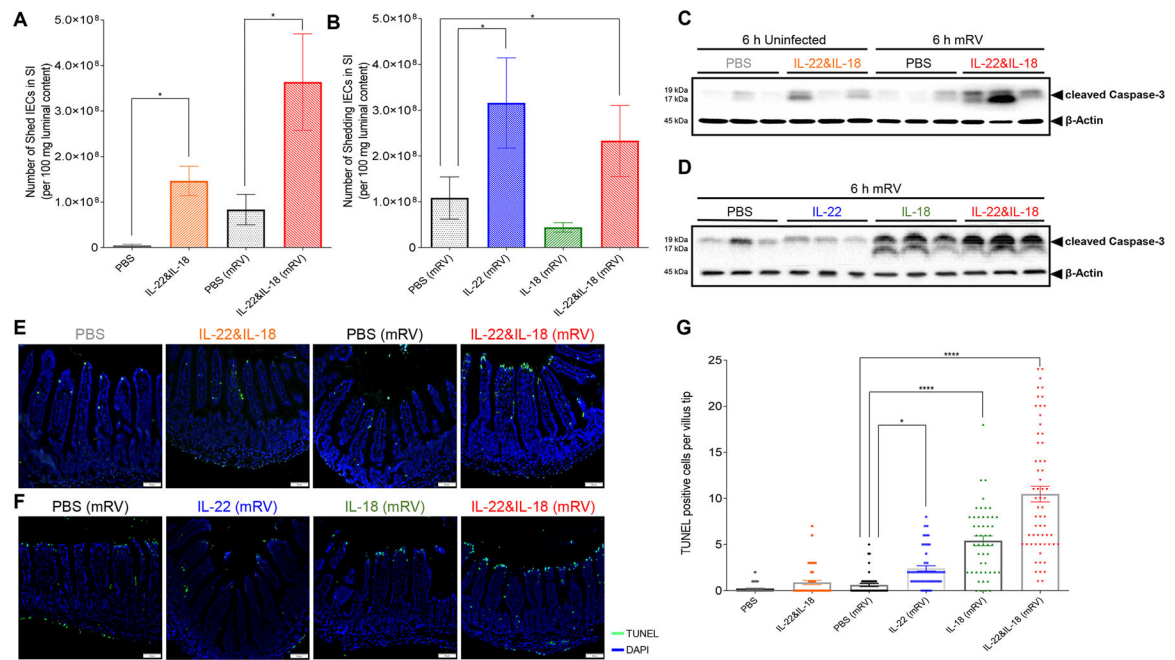 A
Number of Shed IECs in SI
(per 100 mg luminal content)
5.0×10⁸
4.0×10⁸
3.0×10⁸
2.0×10⁸
1.0×10⁸
0
*
*
PBS
IL-22&IL-18
PBS (mRV)
IL-22&IL-18 (mRV)
B
Number of Shedding IECs in SI
(per 100 mg luminal content)
5.0×10⁸
4.0×10⁸
3.0×10⁸
2.0×10⁸
1.0×10⁸
0
*
*
PBS (mRV)
IL-22 (mRV)
IL-18 (mRV)
IL-22&IL-18 (mRV)
C
6 h Uninfected 6 h mRV
PBS IL-22&IL-18 PBS IL-22&IL-18
19 kDa
17 kDa
cleaved Caspase-3
45 kDa
β-Actin
D
6 h mRV
PBS IL-22 IL-18 IL-22&IL-18
19 kDa
17 kDa
cleaved Caspase-3
45 kDa
β-Actin
E
PBS IL-22&IL-18 PBS (mRV) IL-22&IL-18 (mRV)
F
PBS (mRV) IL-22 (mRV) IL-18 (mRV) IL-22&IL-18 (mRV)
TUNEL
DAPI
G
TUNEL positive cells per villus tip
25
20
15
10
5
0
****
****
*
PBS
IL-22&IL-18
PBS (mRV)
IL-22 (mRV)
IL-18 (mRV)
IL-22&IL-18 (mRV)